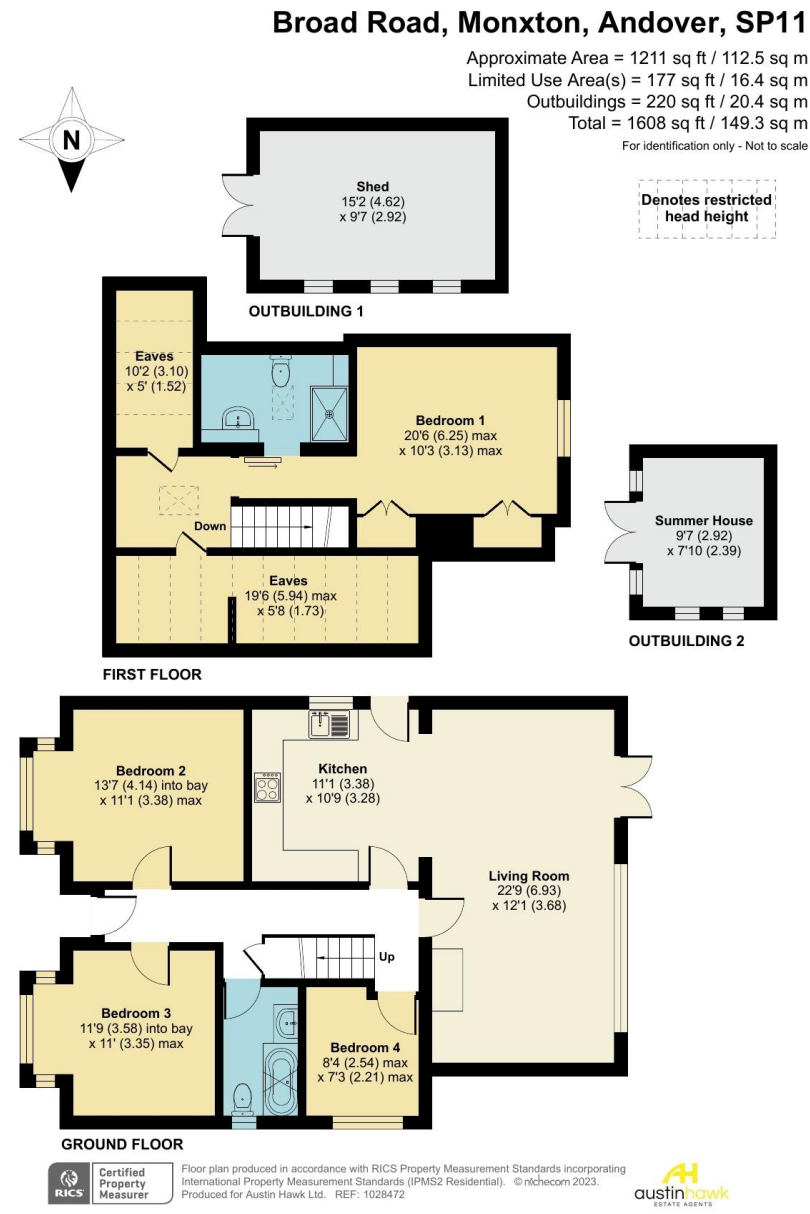 Broad Road, Monxton, Andover, SP11
Approximate Area = 1211 sq ft / 112.5 sq m
Limited Use Area(s) = 177 sq ft / 16.4 sq m
Outbuildings = 220 sq ft / 20.4 sq m
Total = 1608 sq ft / 149.3 sq m
For identification only - Not to scale
N
Denotes restricted
head height
Shed
15'2 (4.62)
x 9'7 (2.92)
OUTBUILDING 1
Eaves
10'2 (3.10)
x 5' (1.52)
Bedroom 1
20'6 (6.25) max
x 10'3 (3.13) max
Down
Eaves
19'6 (5.94) max
x 5'8 (1.73)
FIRST FLOOR
Summer House
9'7 (2.92)
x 7'10 (2.39)
OUTBUILDING 2
Bedroom 2
13'7 (4.14) into bay
x 11'1 (3.38) max
Kitchen
11'1 (3.38)
x 10'9 (3.28)
Living Room
22'9 (6.93)
x 12'1 (3.68)
Up
Bedroom 3
11'9 (3.58) into bay
x 11' (3.35) max
Bedroom 4
8'4 (2.54) max
x 7'3 (2.21) max
GROUND FLOOR
RICS
Certified
Property
Measurer
Floor plan produced in accordance with RICS Property Measurement Standards incorporating
International Property Measurement Standards (IPMS2 Residential). © nichecom 2023.
Produced for Austin Hawk Ltd. REF: 1028472
AH
austinhawk
ESTATE AGENTS